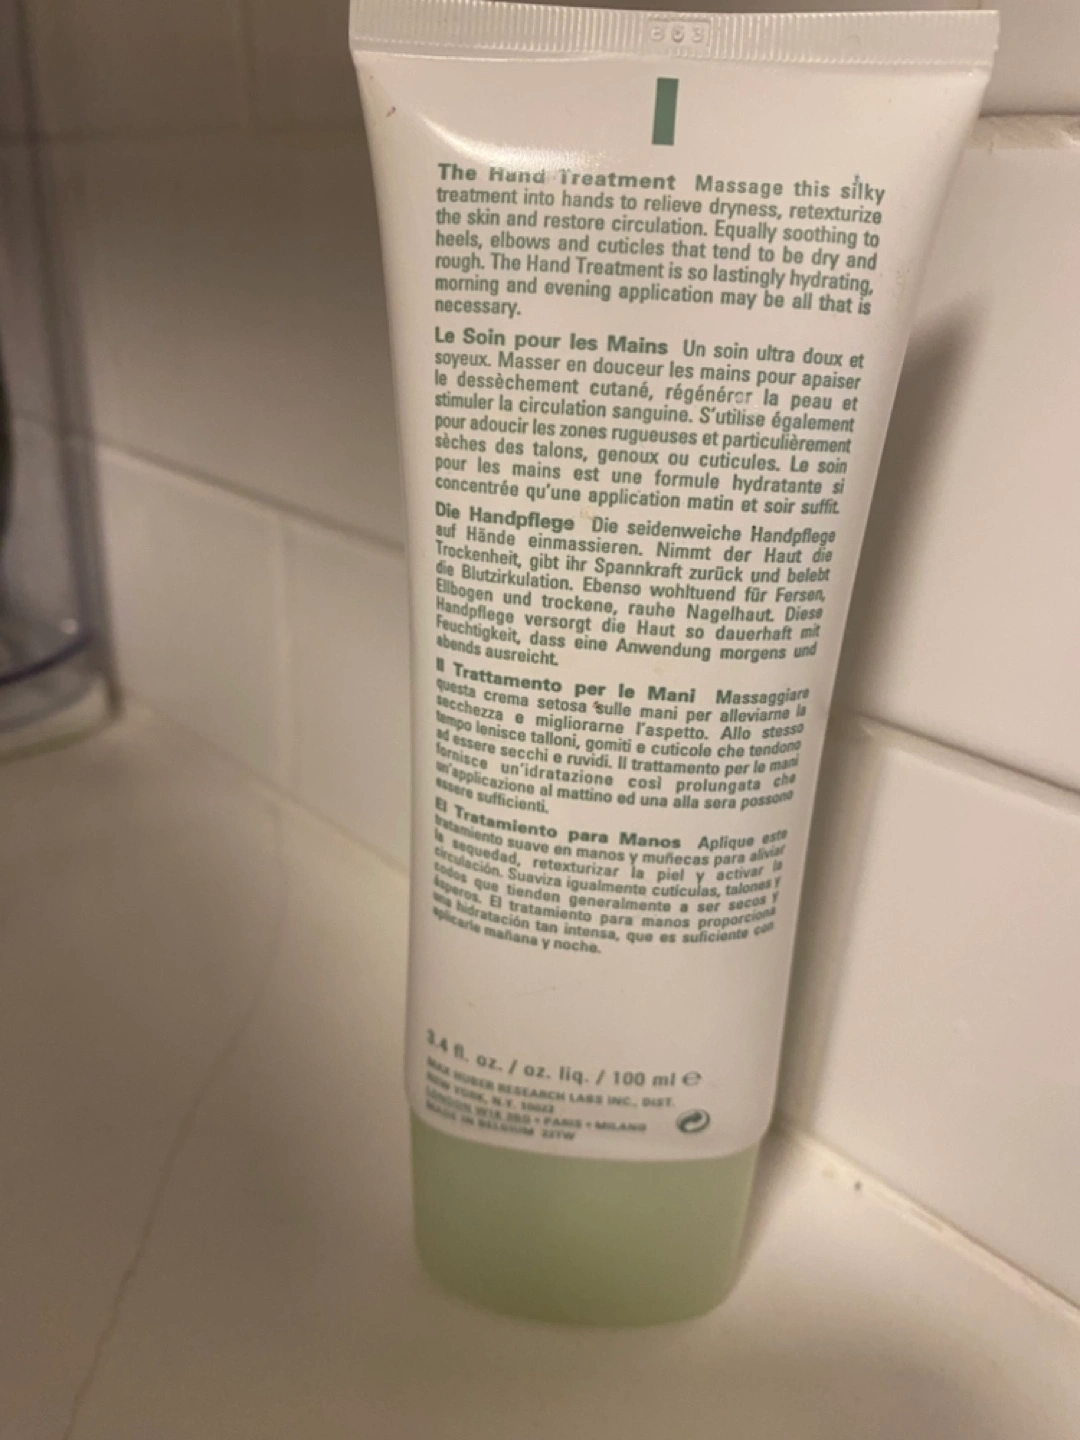 The Hand Treatment Massage this silky
treatment into hands to relieve dryness, retexturize
the skin and restore circulation. Equally soothing to
heels, elbows and cuticles that tend to be dry and
rough. The Hand Treatment is so lastingly hydrating,
morning and evening application may be all that is
necessary.
Le Soin pour les Mains Un soin ultra doux et
soyeux. Masser en douceur les mains pour apaiser
le dessèchement cutané, régénérer la peau et
stimuler la circulation sanguine. S'utilise également
pour adoucir les zones rugueuses et particulièrement
sèches des talons, genoux ou cuticules. Le soin
pour les mains est une formule hydratante si
concentrée qu'une application matin et soir suffit.
Die Handpflege Die seidenweiche Handpflege
auf Hände einmassieren. Nimmt der Haut die
Trockenheit, gibt ihr Spannkraft zurück und belebt
die Blutzirkulation. Ebenso wohltuend für Fersen,
Ellbogen und trockene, rauhe Nagelhaut. Diese
Handpflege versorgt die Haut so dauerhaft mit
Feuchtigkeit, dass eine Anwendung morgens und
abends ausreicht.
Il Trattamento per le Mani Massaggiare
questa crema setosa sulle mani per alleviarne la
secchezza e migliorarne l'aspetto. Allo stesso
tempo lenisce talloni, gomiti e cuticole che tendono
ad essere secchi e ruvidi. Il trattamento per le mani
fornisce un'idratazione così prolungata che
un'applicazione al mattino ed una alla sera possono
essere sufficienti.
El Tratamiento para Manos Aplique este
tratamiento suave en manos y muñecas para aliviar
la sequedad, retexturizar la piel y activar la
circulación. Suaviza igualmente cutículas, talones y
codos que tienden generalmente a ser secos y
ásperos. El tratamiento para manos proporciona
una hidratación tan intensa, que es suficiente con
aplicarle mañana y noche.
3.4 fl. oz. / oz. liq. / 100 ml e
MAX HUBER RESEARCH LABS INC., DIST.
NEW YORK, N.Y. 10022
LONDON • PARIS • MILANO
MADE IN BELGIUM 22TW